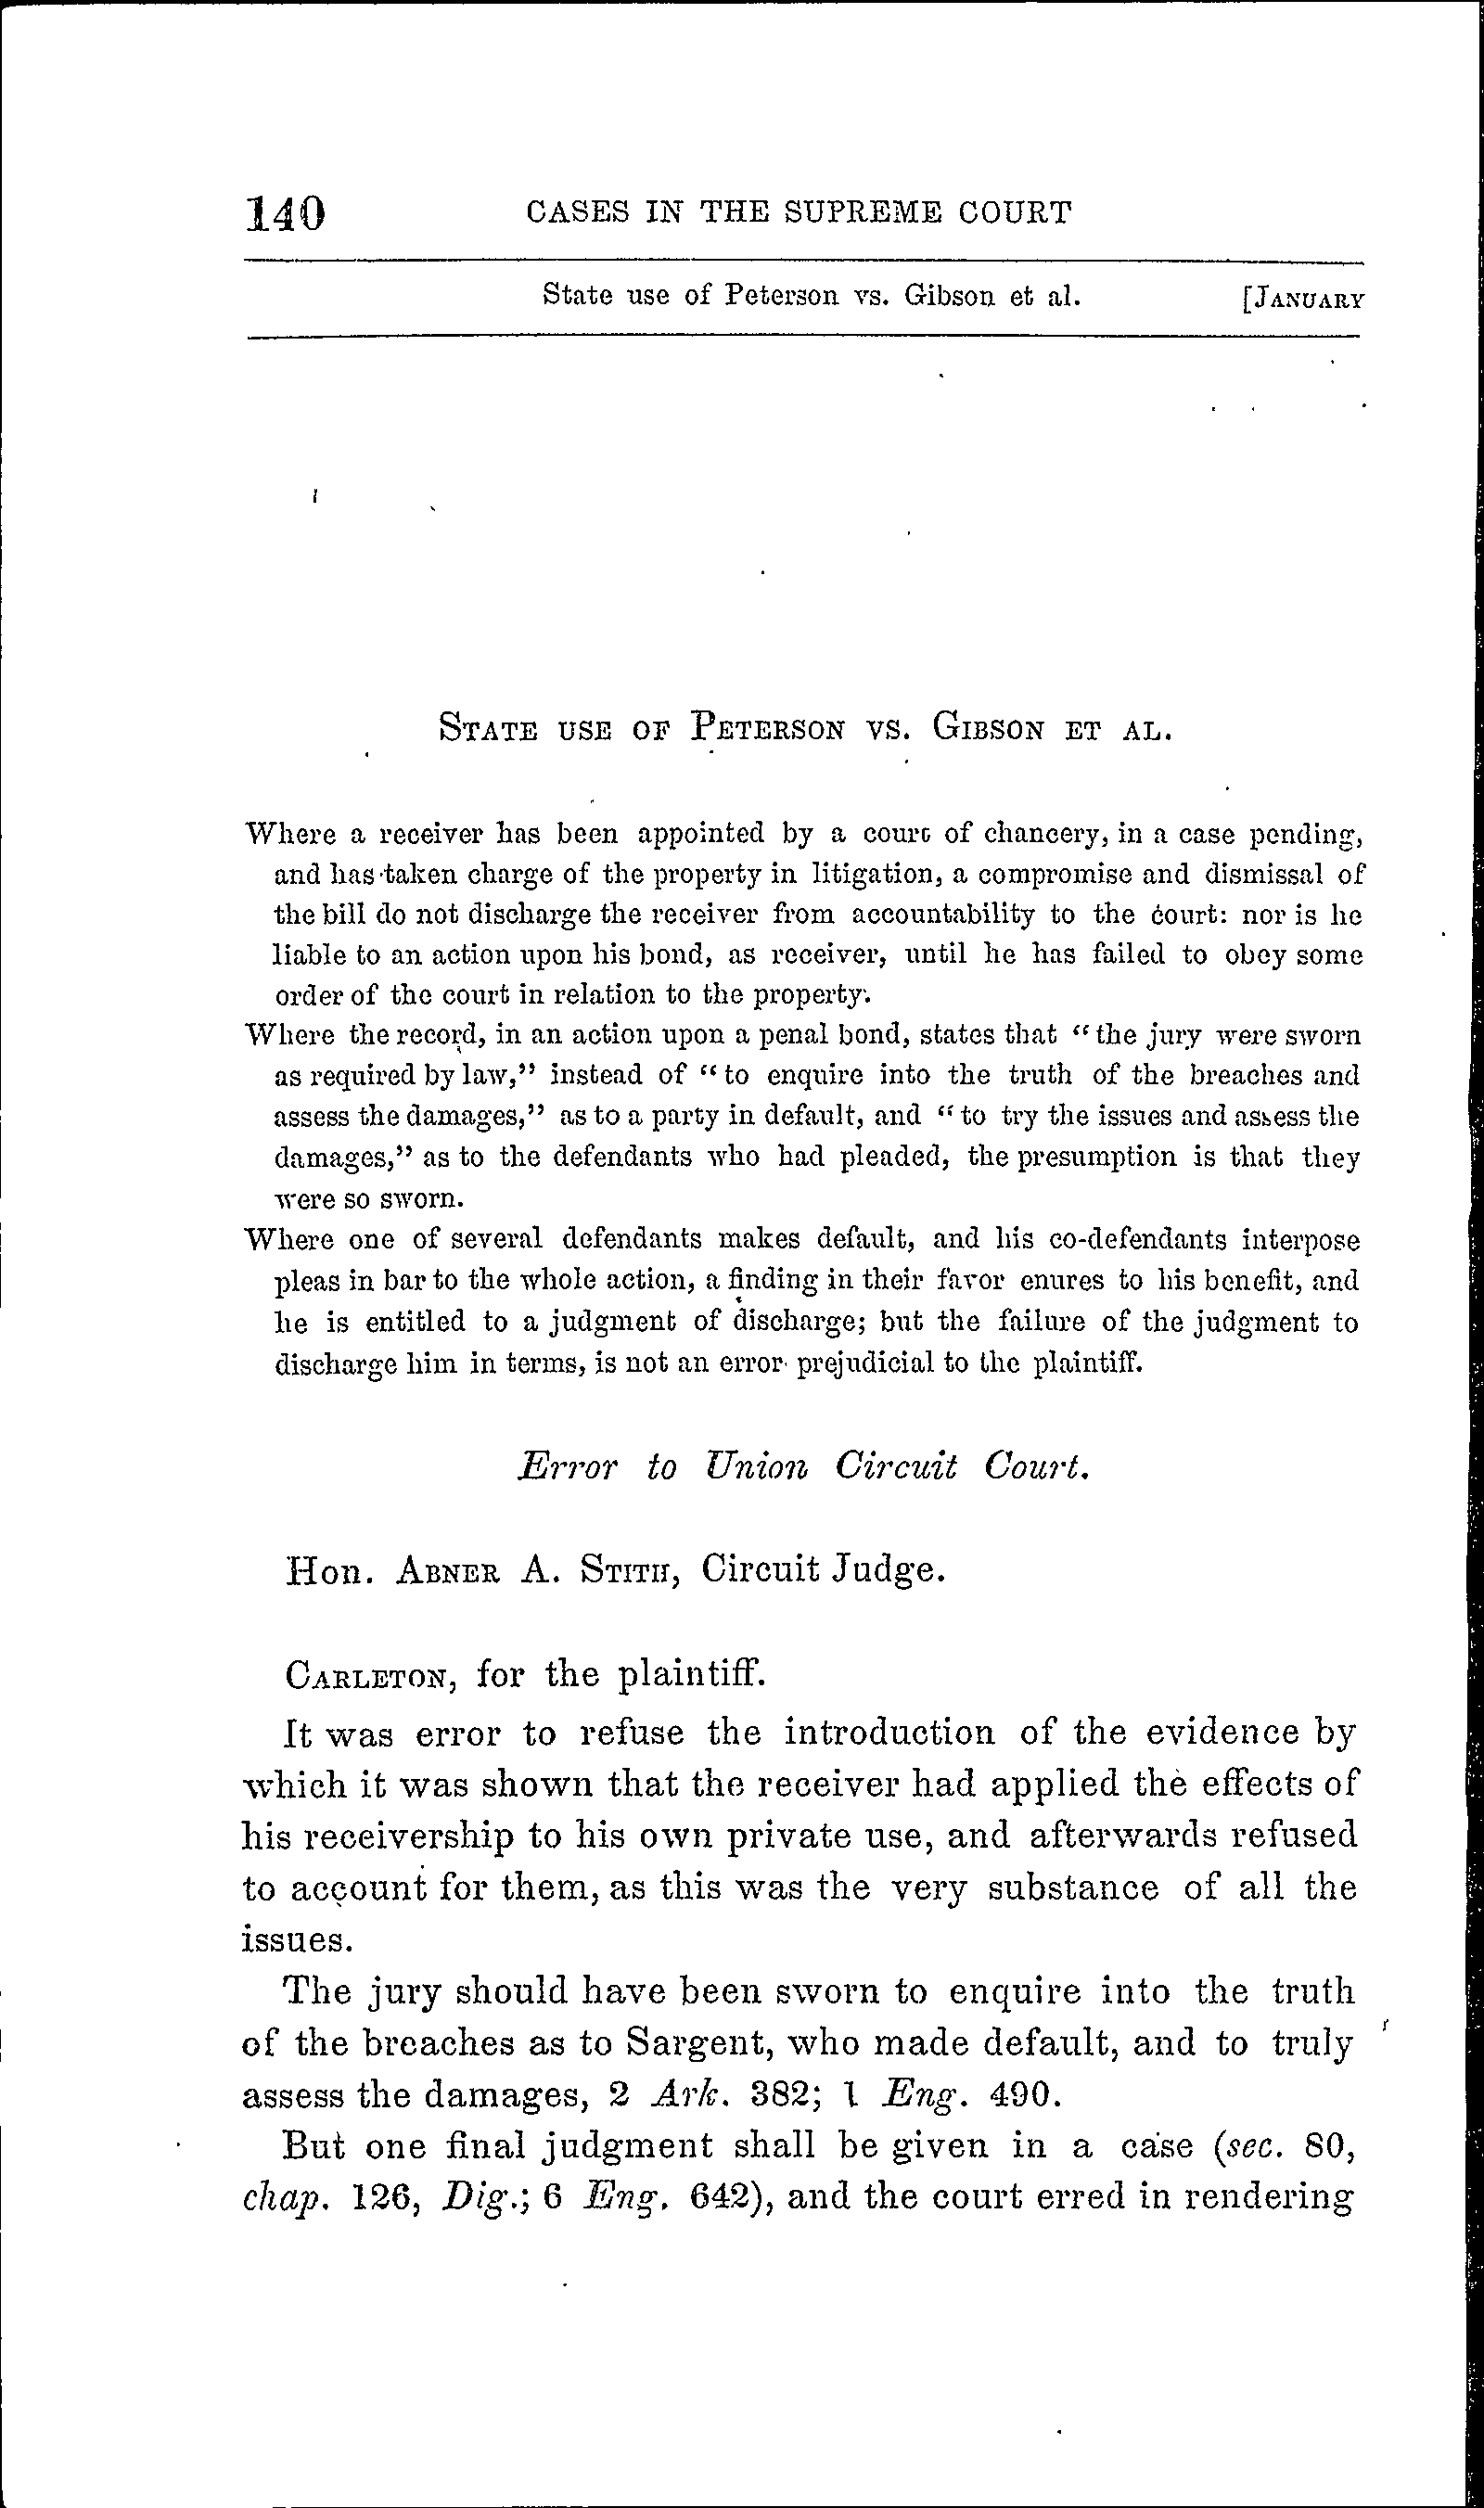 140 CASES IN THE SUPREME COURT
State use of Peterson vs. Gibson et al. [JANUARY
STATE USE OF PETERSON VS. GIBSON ET AL.
Where a receiver has been appointed by a court of chancery, in a case pending,
and has taken charge of the property in litigation, a compromise and dismissal of
the bill do not discharge the receiver from accountability to the court: nor is he
liable to an action upon his bond, as receiver, until he has failed to obey some
order of the court in relation to the property.
Where the record, in an action upon a penal bond, states that "the jury were sworn
as required by law," instead of "to enquire into the truth of the breaches and
assess the damages," as to a party in default, and "to try the issues and assess the
damages," as to the defendants who had pleaded, the presumption is that they
were so sworn.
Where one of several defendants makes default, and his co-defendants interpose
pleas in bar to the whole action, a finding in their favor enures to his benefit, and
he is entitled to a judgment of discharge; but the failure of the judgment to
discharge him in terms, is not an error prejudicial to the plaintiff.
Error to Union Circuit Court.
Hon. ABNER A. STITH, Circuit Judge.
CARLETON, for the plaintiff.
It was error to refuse the introduction of the evidence by
which it was shown that the receiver had applied the effects of
his receivership to his own private use, and afterwards refused
to account for them, as this was the very substance of all the
issues.
The jury should have been sworn to enquire into the truth
of the breaches as to Sargent, who made default, and to truly
assess the damages, 2 Ark. 382; 1 Eng. 490.
But one final judgment shall be given in a case (sec. 80,
chap. 126, Dig.; 6 Eng. 642), and the court erred in rendering